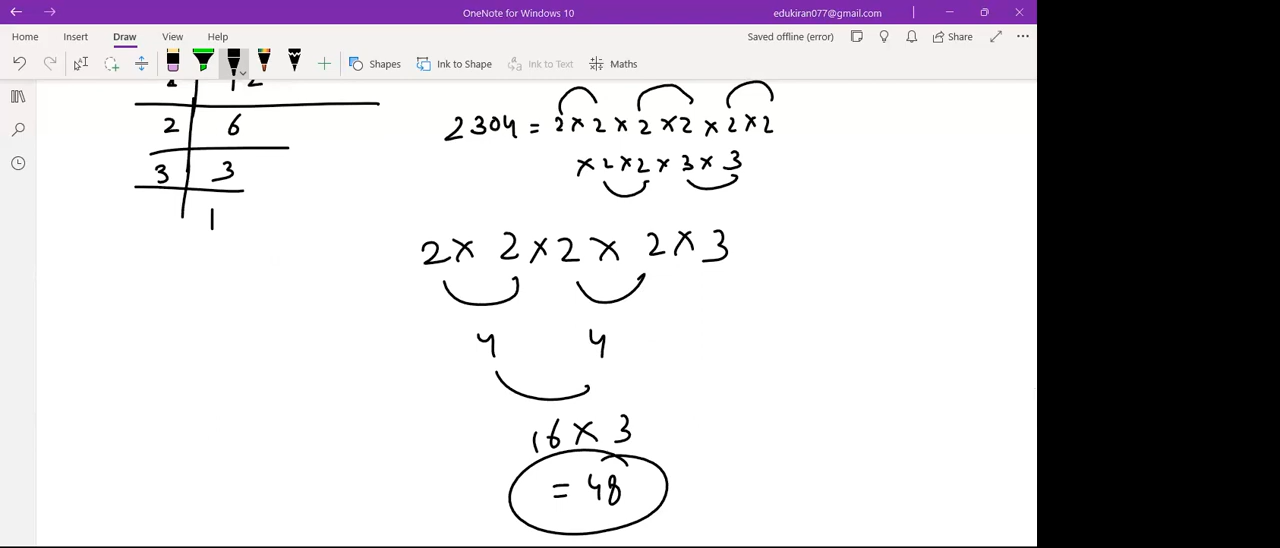 OneNote for Windows 10
edukiran077@gmail.com
Home Insert Draw View Help
Saved offline (error)
Share
Shapes
Ink to Shape
Ink to Text
Maths
12
2 6
3 3
1
2304 = 2 × 2 × 2 × 2 × 2 × 2
× 2 × 2 × 3 × 3
2 × 2 × 2 × 2 × 3
4 4
16 × 3
= 48